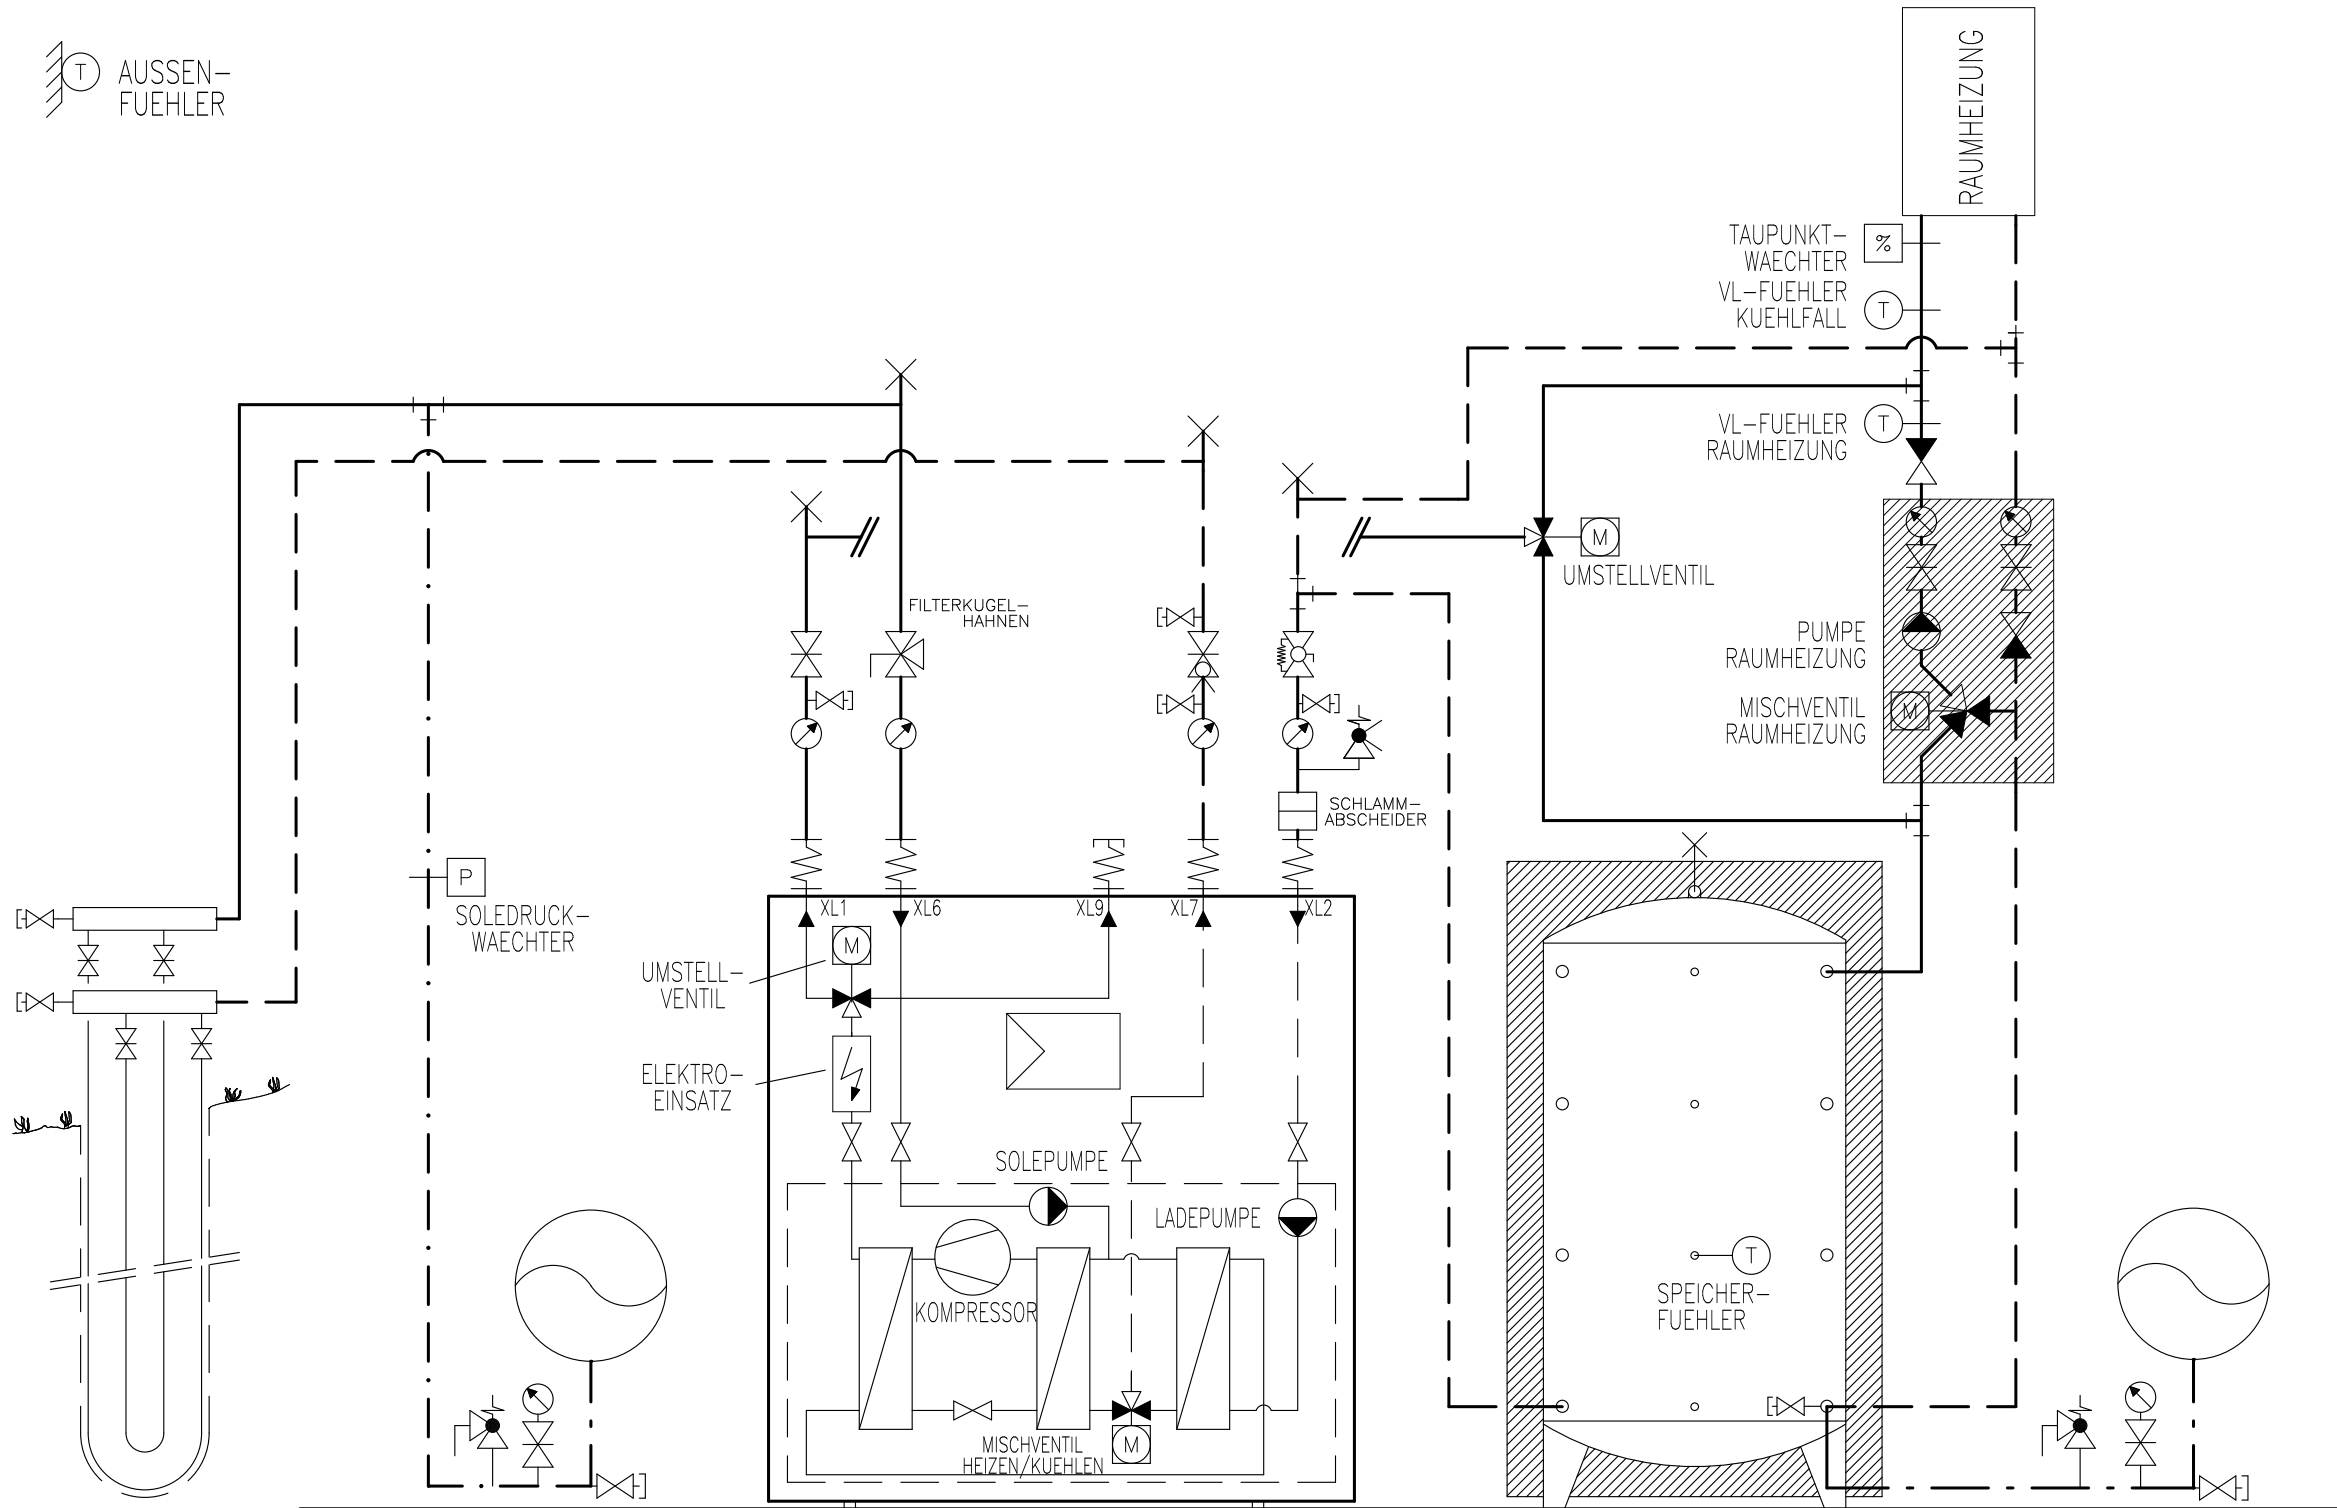 RAUMHEIZUNG
T
AUSSEN-
FUEHLER
TAUPUNKT-
WAECHTER
%
VL-FUEHLER
KUEHLFALL
T
VL-FUEHLER
RAUMHEIZUNG
T
M
UMSTELLVENTIL
FILTERKUGEL-
HAHNEN
PUMPE
RAUMHEIZUNG
MISCHVENTIL
RAUMHEIZUNG
M
SCHLAMM-
ABSCHEIDER
P
SOLEDRUCK-
WAECHTER
XL1
XL6
XL9
XL7
XL2
M
UMSTELL-
VENTIL
ELEKTRO-
EINSATZ
SOLEPUMPE
LADEPUMPE
KOMPRESSOR
T
SPEICHER-
FUEHLER
MISCHVENTIL
HEIZEN/KUEHLEN
M